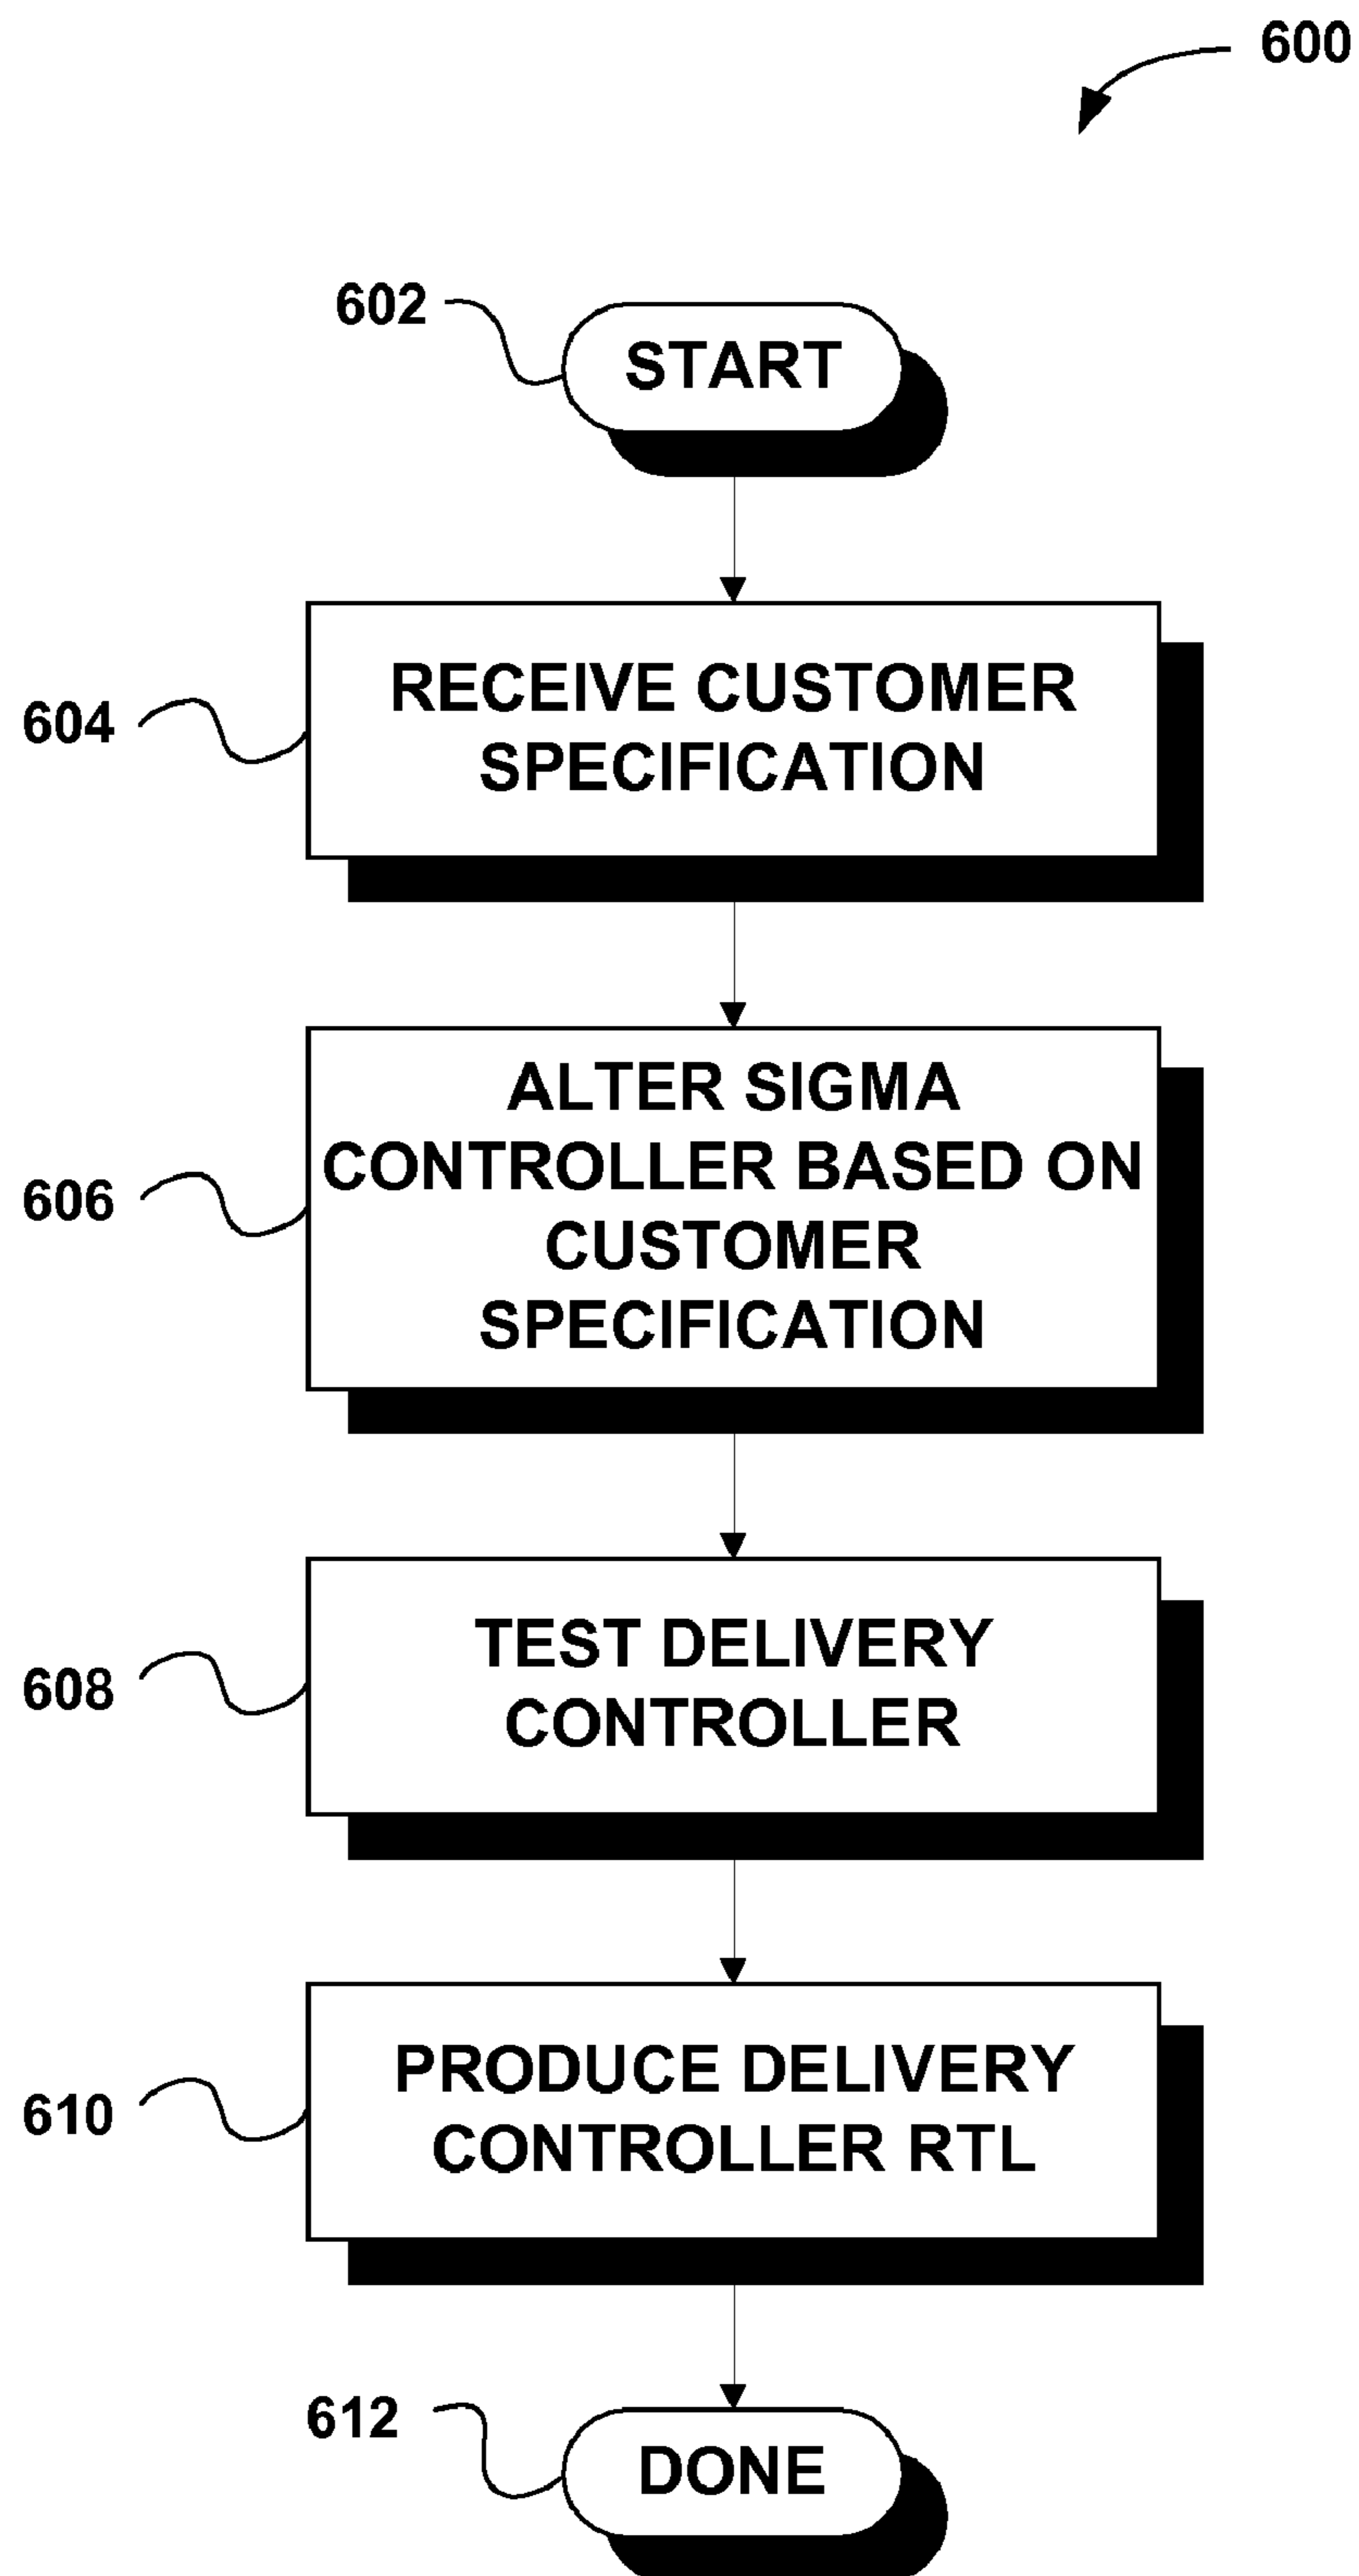 600
602
START
604
RECEIVE CUSTOMER
SPECIFICATION
606
ALTER SIGMA
CONTROLLER BASED ON
CUSTOMER
SPECIFICATION
608
TEST DELIVERY
CONTROLLER
610
PRODUCE DELIVERY
CONTROLLER RTL
612
DONE